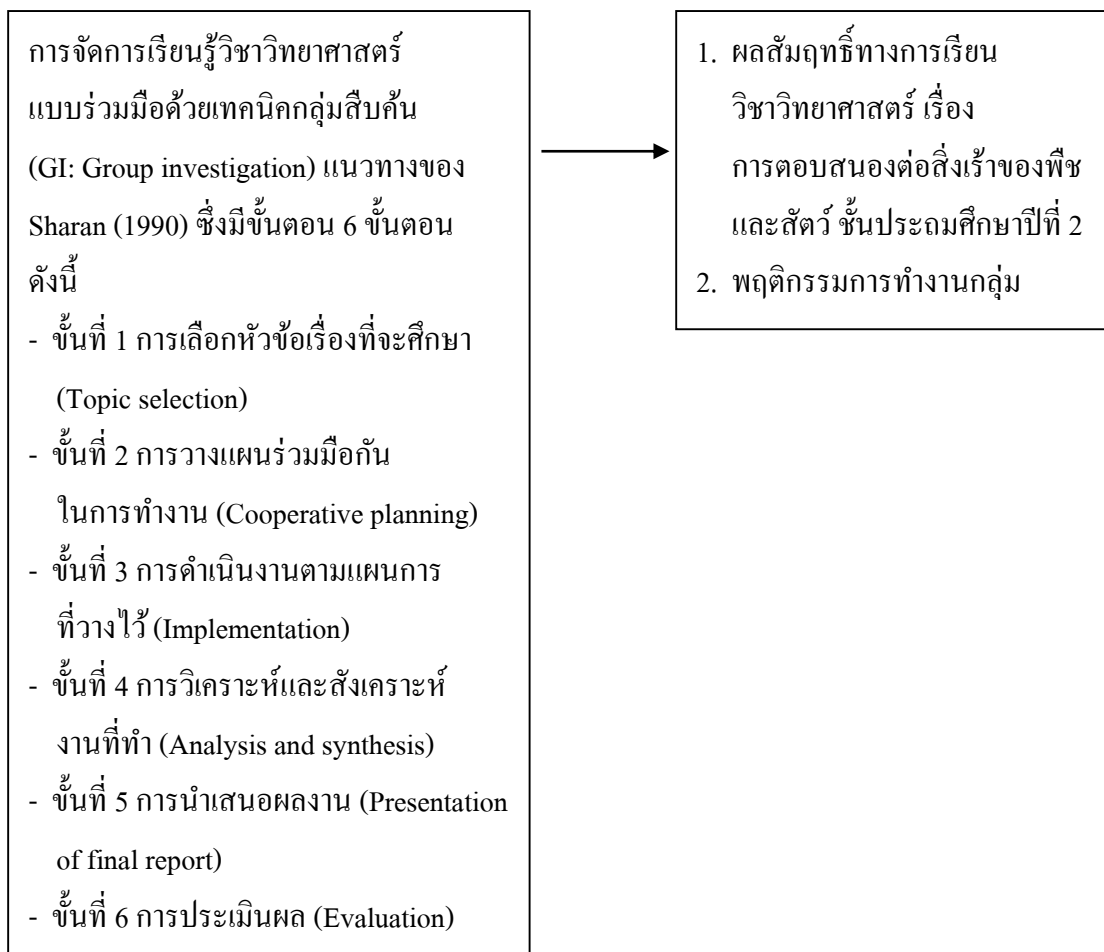 การจัดการเรียนรู้วิชาวิทยาศาสตร์
แบบร่วมมือด้วยเทคนิคกลุ่มสืบค้น
(GI: Group investigation) แนวทางของ
Sharan (1990) ซึ่งมีขั้นตอน 6 ขั้นตอน
ดังนี้
- ขั้นที่ 1 การเลือกหัวข้อเรื่องที่จะศึกษา
(Topic selection)
- ขั้นที่ 2 การวางแผนร่วมมือกัน
ในการทำงาน (Cooperative planning)
- ขั้นที่ 3 การดำเนินงานตามแผนการ
ที่วางไว้ (Implementation)
- ขั้นที่ 4 การวิเคราะห์และสังเคราะห์
งานที่ทำ (Analysis and synthesis)
- ขั้นที่ 5 การนำเสนอผลงาน (Presentation
of final report)
- ขั้นที่ 6 การประเมินผล (Evaluation)
1. ผลสัมฤทธิ์ทางการเรียน
วิชาวิทยาศาสตร์ เรื่อง
การตอบสนองต่อสิ่งเร้าของพืช
และสัตว์ ชั้นประถมศึกษาปีที่ 2
2. พฤติกรรมการทำงานกลุ่ม